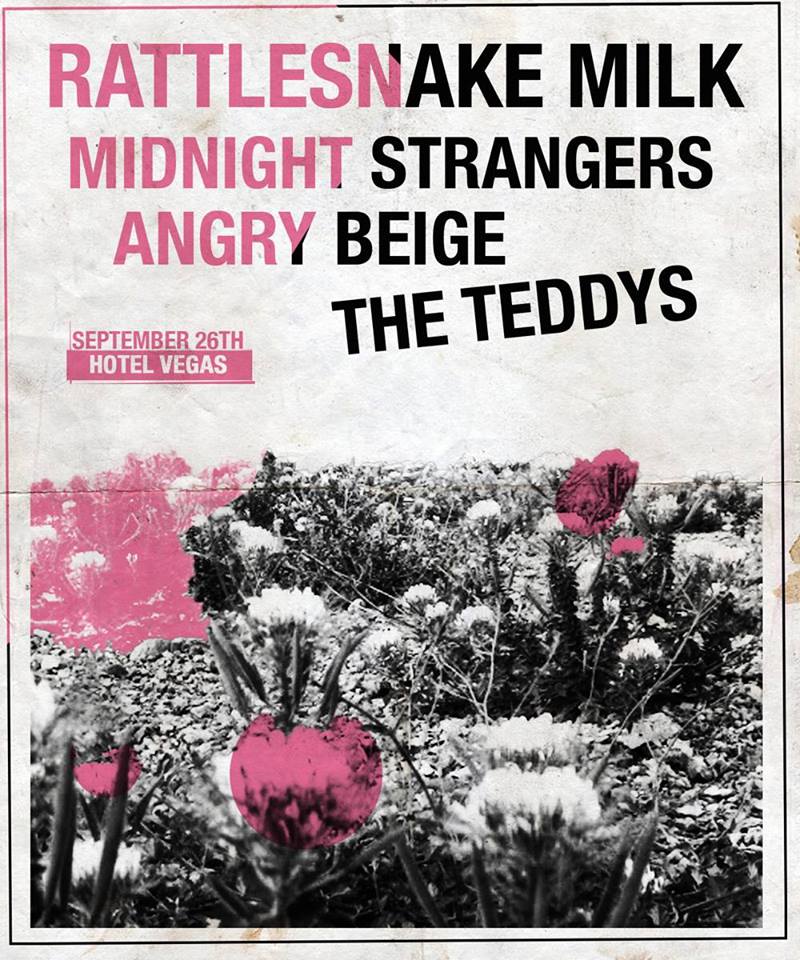 RATTLESNAKE MILK
MIDNIGHT STRANGERS
ANGRY BEIGE
THE TEDDYS
SEPTEMBER 26TH
HOTEL VEGAS